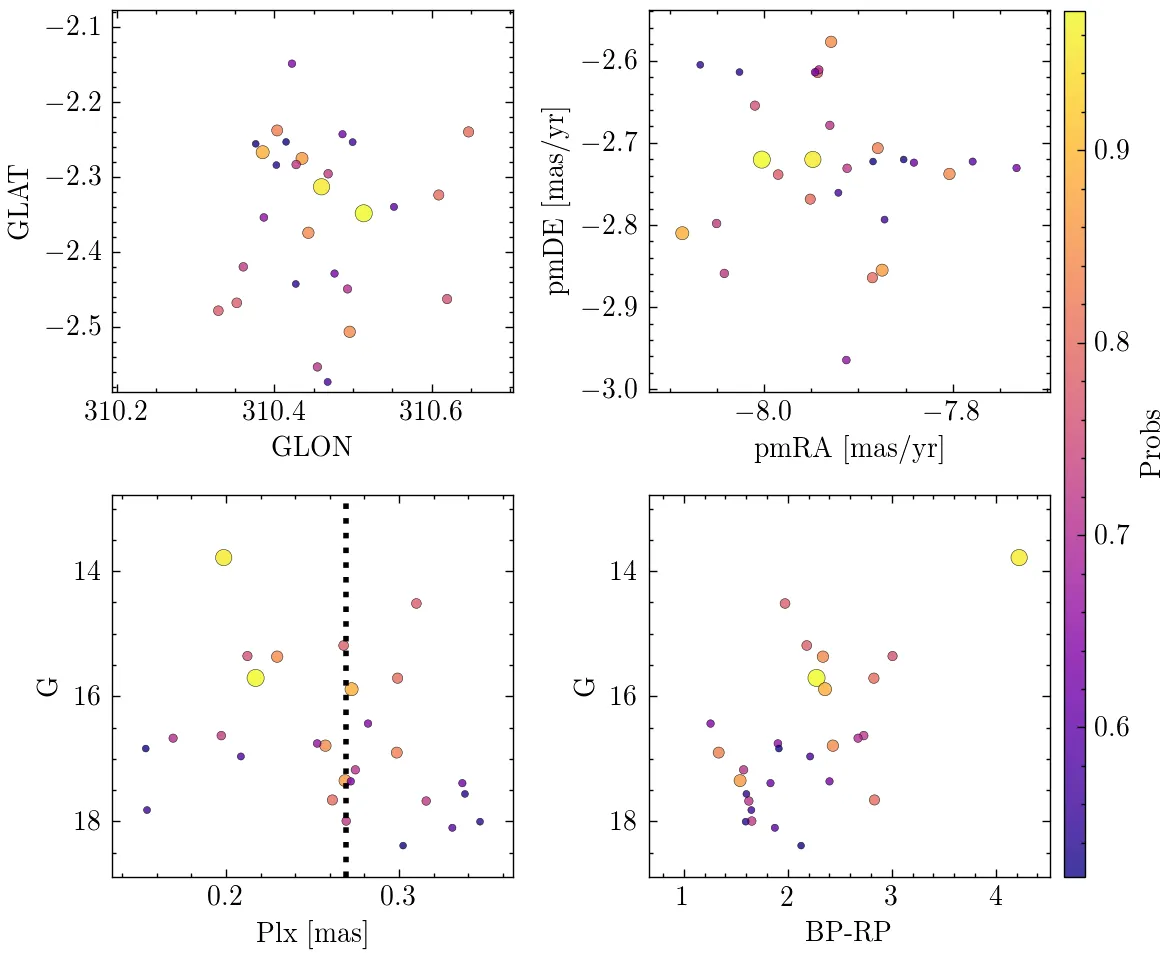 −2.1
−2.2
−2.3
−2.4
−2.5
GLAT
310.2 310.4 310.6
GLON
−2.6
−2.7
−2.8
−2.9
−3.0
pmDE [mas/yr]
−8.0 −7.8
pmRA [mas/yr]
0.9
0.8
0.7
0.6
Probs
14
16
18
G
0.2 0.3
Plx [mas]
14
16
18
G
1 2 3 4
BP-RP